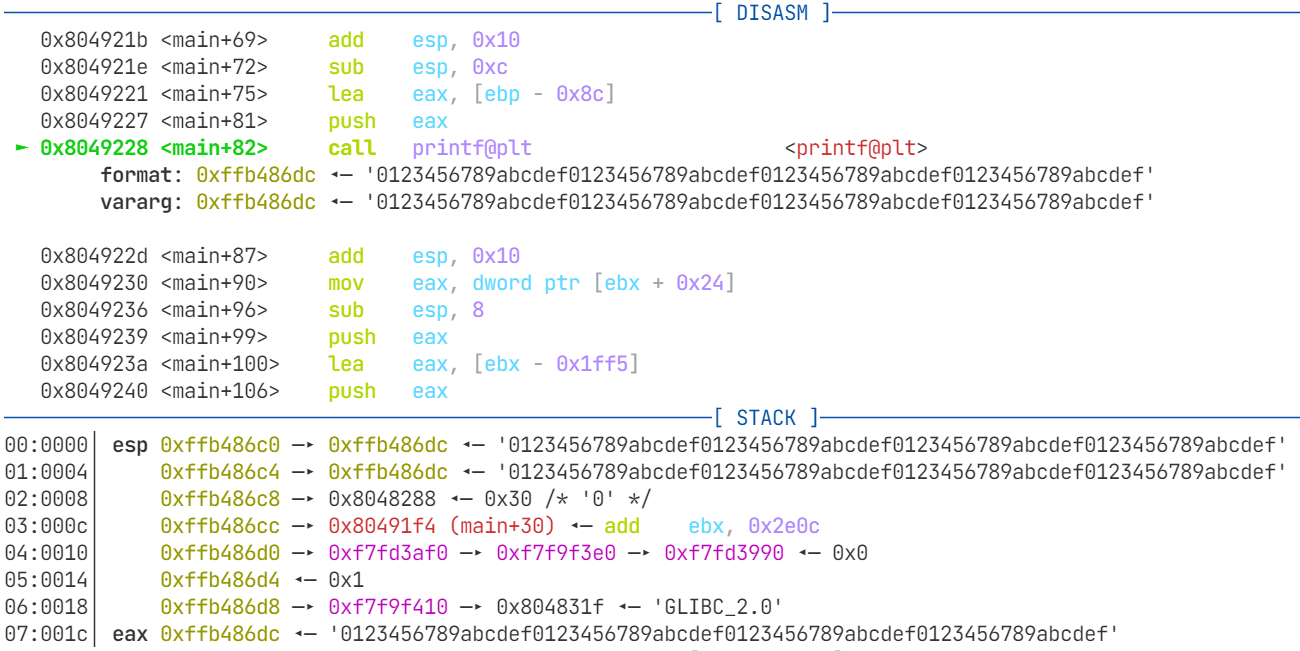 [ DISASM ]
0x804921b <main+69>     add    esp, 0x10
0x804921e <main+72>     sub    esp, 0xc
0x8049221 <main+75>     lea    eax, [ebp - 0x8c]
0x8049227 <main+81>     push   eax
► 0x8049228 <main+82>     call   printf@plt                     <printf@plt>
format: 0xffb486dc ◂— '0123456789abcdef0123456789abcdef0123456789abcdef0123456789abcdef'
vararg: 0xffb486dc ◂— '0123456789abcdef0123456789abcdef0123456789abcdef0123456789abcdef'
0x804922d <main+87>     add    esp, 0x10
0x8049230 <main+90>     mov    eax, dword ptr [ebx + 0x24]
0x8049236 <main+96>     sub    esp, 8
0x8049239 <main+99>     push   eax
0x804923a <main+100>    lea    eax, [ebx - 0x1ff5]
0x8049240 <main+106>    push   eax
[ STACK ]
00:0000│ esp 0xffb486c0 —▸ 0xffb486dc ◂— '0123456789abcdef0123456789abcdef0123456789abcdef0123456789abcdef'
01:0004│     0xffb486c4 —▸ 0xffb486dc ◂— '0123456789abcdef0123456789abcdef0123456789abcdef0123456789abcdef'
02:0008│     0xffb486c8 —▸ 0x8048288 ◂— 0x30 /* '0' */
03:000c│     0xffb486cc —▸ 0x80491f4 (main+30) ◂— add    ebx, 0x2e0c
04:0010│     0xffb486d0 —▸ 0xf7fd3af0 —▸ 0xf7f9f3e0 —▸ 0xf7fd3990 ◂— 0x0
05:0014│     0xffb486d4 ◂— 0x1
06:0018│     0xffb486d8 —▸ 0xf7f9f410 —▸ 0x804831f ◂— 'GLIBC_2.0'
07:001c│ eax 0xffb486dc ◂— '0123456789abcdef0123456789abcdef0123456789abcdef0123456789abcdef'